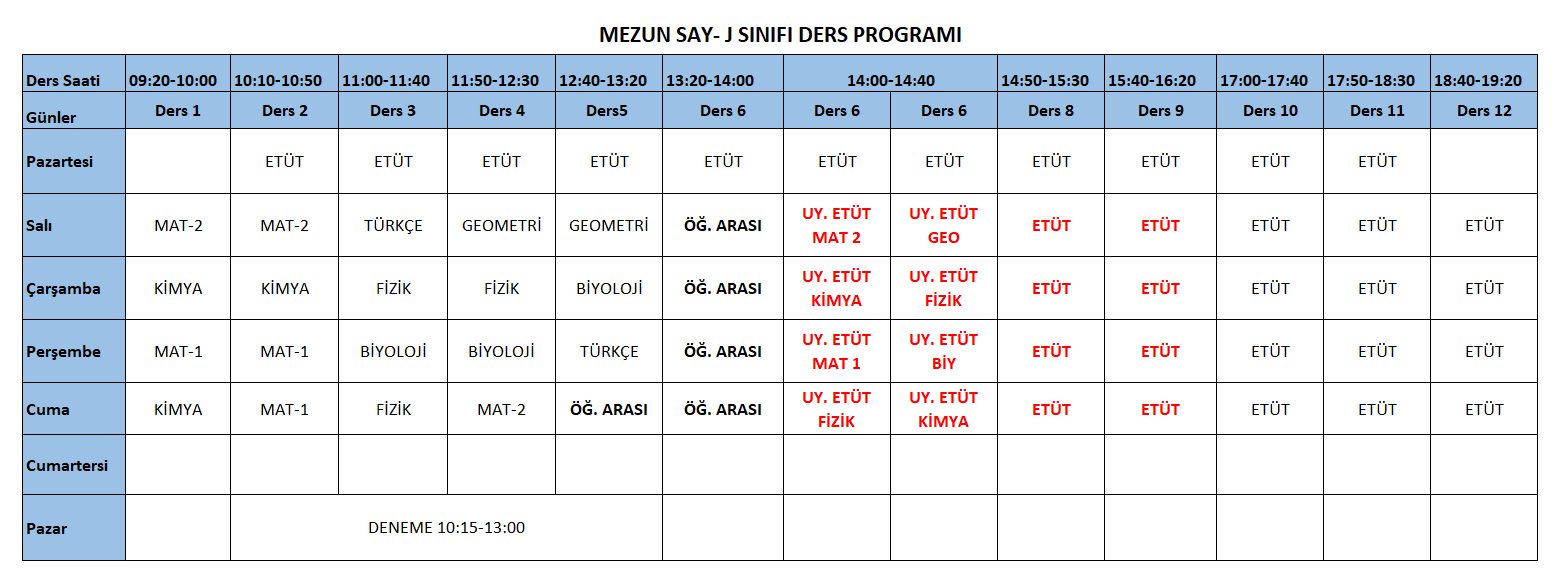 MEZUN SAY- J SINIFI DERS PROGRAMI
Ders Saati 09:20-10:00 10:10-10:50 11:00-11:40 11:50-12:30 12:40-13:20 13:20-14:00 14:00-14:40 14:50-15:30 15:40-16:20 17:00-17:40 17:50-18:30 18:40-19:20
Günler Ders 1 Ders 2 Ders 3 Ders 4 Ders5 Ders 6 Ders 6 Ders 6 Ders 8 Ders 9 Ders 10 Ders 11 Ders 12
Pazartesi ETÜT ETÜT ETÜT ETÜT ETÜT ETÜT ETÜT ETÜT ETÜT ETÜT ETÜT
Salı MAT-2 MAT-2 TÜRKÇE GEOMETRİ GEOMETRİ ÖĞ. ARASI UY. ETÜT MAT 2 UY. ETÜT GEO ETÜT ETÜT ETÜT ETÜT ETÜT
Çarşamba KİMYA KİMYA FİZİK FİZİK BİYOLOJİ ÖĞ. ARASI UY. ETÜT KİMYA UY. ETÜT FİZİK ETÜT ETÜT ETÜT ETÜT ETÜT
Perşembe MAT-1 MAT-1 BİYOLOJİ BİYOLOJİ TÜRKÇE ÖĞ. ARASI UY. ETÜT MAT 1 UY. ETÜT BİY ETÜT ETÜT ETÜT ETÜT ETÜT
Cuma KİMYA MAT-1 FİZİK MAT-2 ÖĞ. ARASI ÖĞ. ARASI UY. ETÜT FİZİK UY. ETÜT KİMYA ETÜT ETÜT ETÜT ETÜT ETÜT
Cumartersi
Pazar DENEME 10:15-13:00